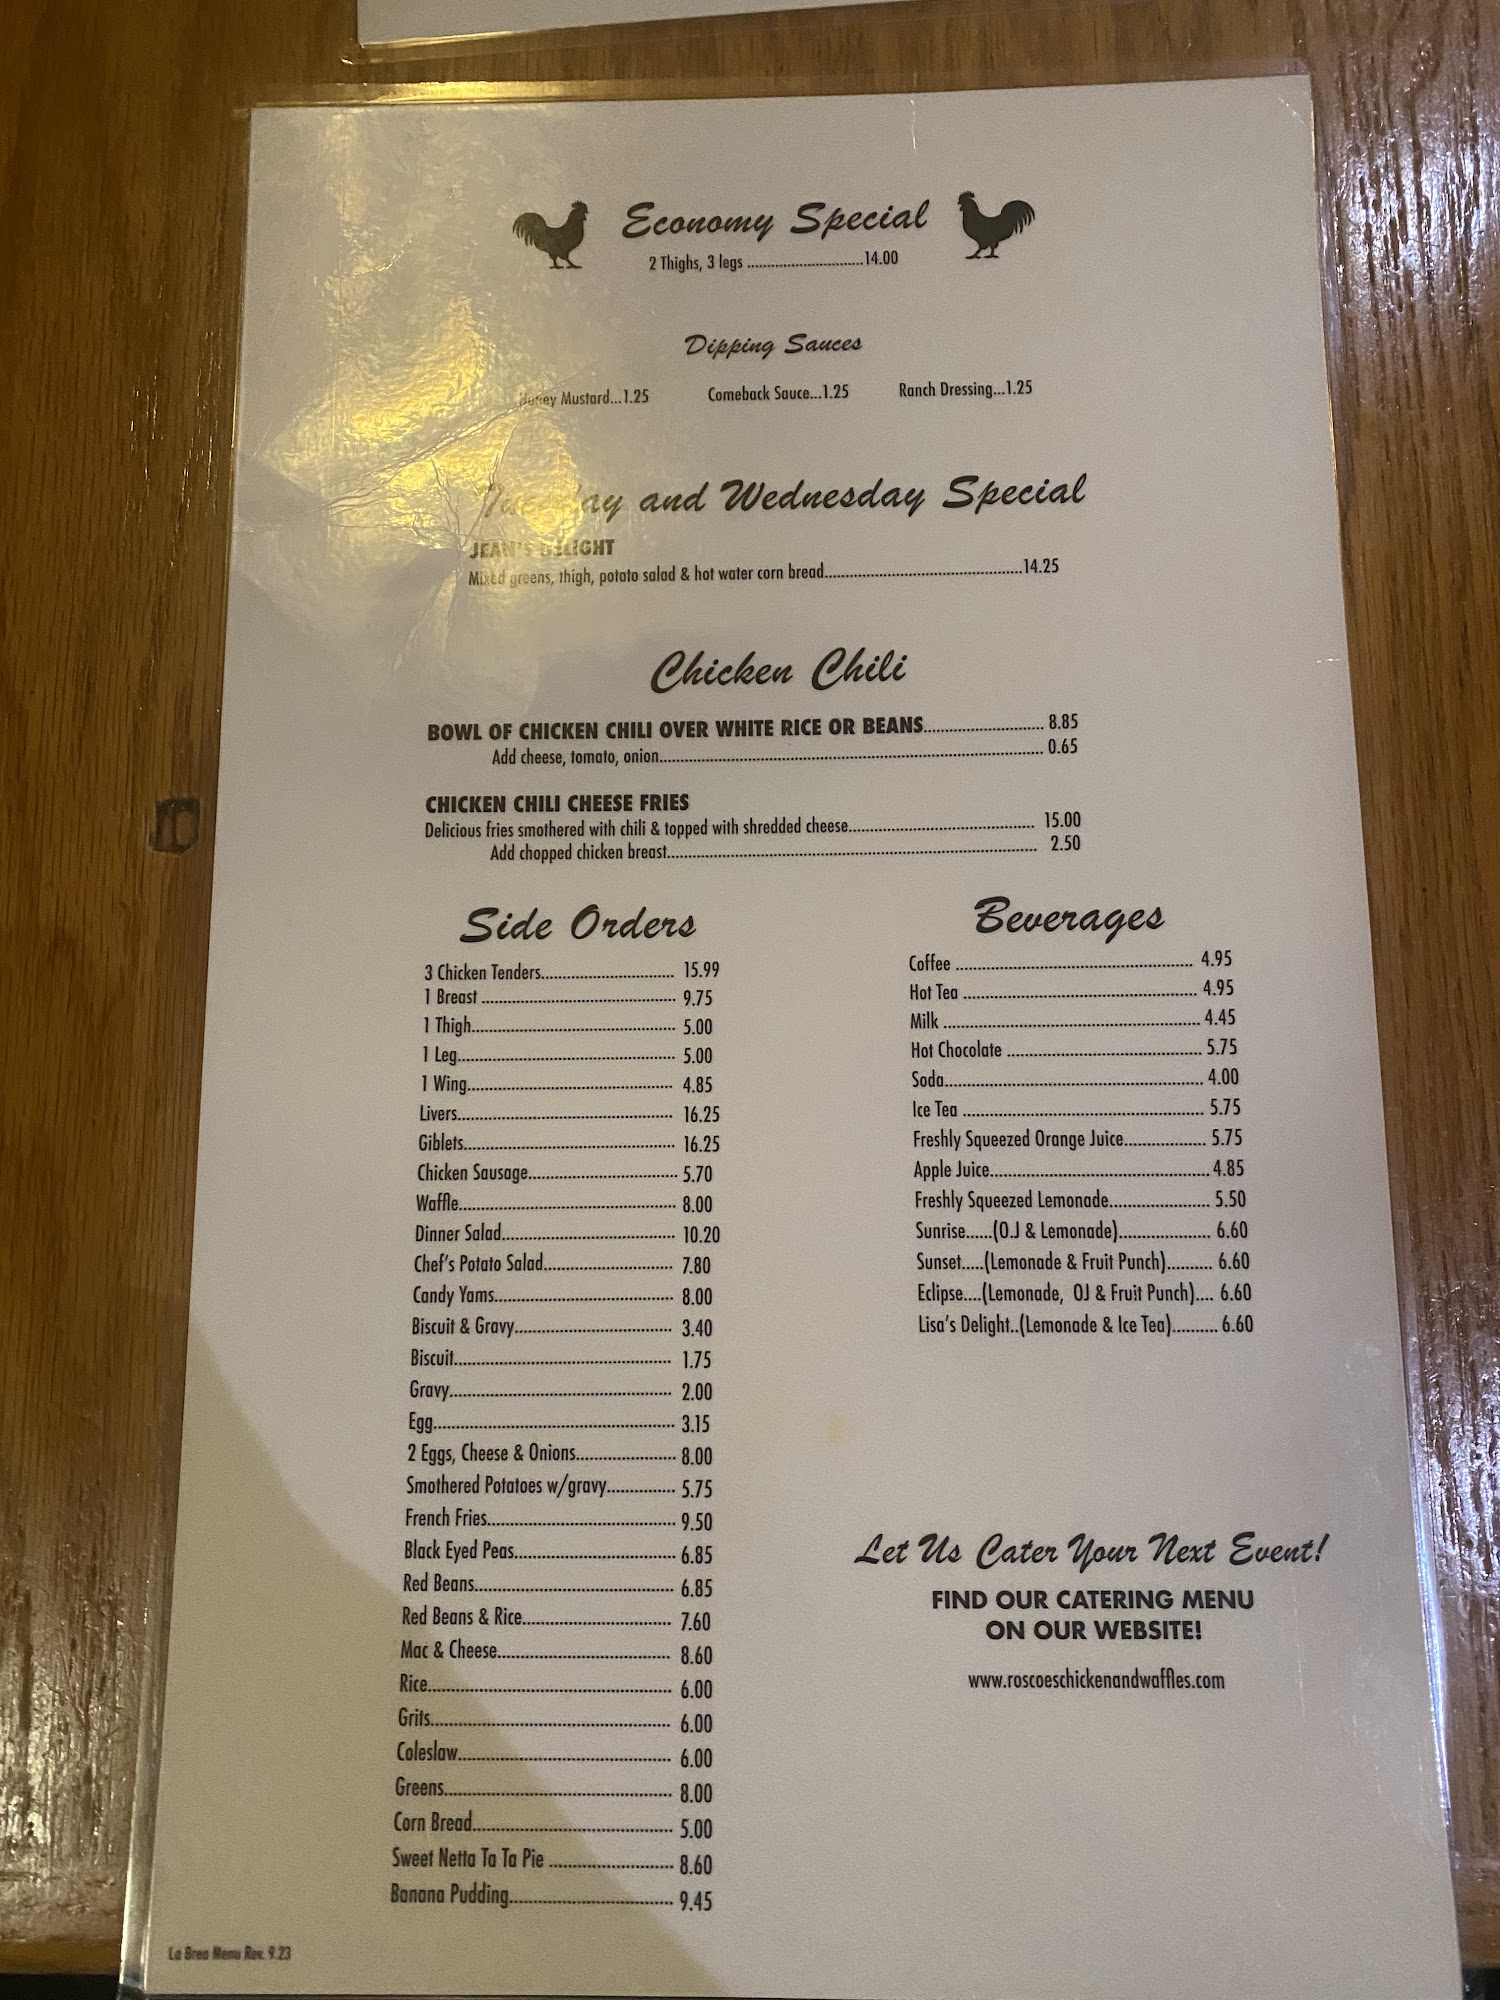 Economy Special
2 Thighs, 3 legs ............................14.00
Dipping Sauces
Honey Mustard...1.25 Comeback Sauce...1.25 Ranch Dressing...1.25
Tuesday and Wednesday Special
JEAN'S DELIGHT
Mixed greens, thigh, potato salad & hot water corn bread................................................14.25
Chicken Chili
BOWL OF CHICKEN CHILI OVER WHITE RICE OR BEANS............................. 8.85
Add cheese, tomato, onion............................................................................................. 0.65
CHICKEN CHILI CHEESE FRIES
Delicious fries smothered with chili & topped with shredded cheese............................................. 15.00
Add chopped chicken breast......................................................................................... 2.50
Side Orders
3 Chicken Tenders................................ 15.99
1 Breast ............................................... 9.75
1 Thigh................................................. 5.00
1 Leg..................................................... 5.00
1 Wing.................................................. 4.85
Livers.................................................... 16.25
Giblets................................................... 16.25
Chicken Sausage.................................... 5.70
Waffle.................................................... 8.00
Dinner Salad.......................................... 10.20
Chef's Potato Salad............................... 7.80
Candy Yams........................................... 8.00
Biscuit & Gravy...................................... 3.40
Biscuit.................................................... 1.75
Gravy..................................................... 2.00
Egg.......................................................... 3.15
2 Eggs, Cheese & Onions........................ 8.00
Smothered Potatoes w/gravy............... 5.75
French Fries............................................. 9.50
Black Eyed Peas...................................... 6.85
Red Beans................................................ 6.85
Red Beans & Rice.................................... 7.60
Mac & Cheese......................................... 8.60
Rice.......................................................... 6.00
Grits......................................................... 6.00
Coleslaw.................................................. 6.00
Greens...................................................... 8.00
Corn Bread............................................... 5.00
Sweet Netta Ta Ta Pie ............................. 8.60
Banana Pudding....................................... 9.45
Beverages
Coffee ...................................................... 4.95
Hot Tea ..................................................... 4.95
Milk .......................................................... 4.45
Hot Chocolate ............................................ 5.75
Soda........................................................... 4.00
Ice Tea ...................................................... 5.75
Freshly Squeezed Orange Juice................... 5.75
Apple Juice.................................................. 4.85
Freshly Squeezed Lemonade....................... 5.50
Sunrise......(O.J & Lemonade)..................... 6.60
Sunset.....(Lemonade & Fruit Punch).......... 6.60
Eclipse....(Lemonade, OJ & Fruit Punch).... 6.60
Lisa's Delight..(Lemonade & Ice Tea).......... 6.60
Let Us Cater Your Next Event!
FIND OUR CATERING MENU
ON OUR WEBSITE!
www.roscoeschickenandwaffles.com
La Brea Menu Rev. 9.23